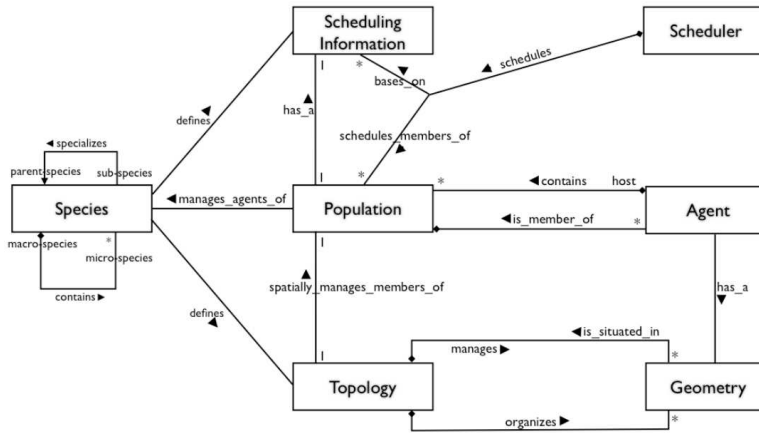 Scheduling
Information
Scheduler
◄ schedules
I
*
bases_on
◄ specializes
defines
has_a
schedules_members_of
parent-species
sub-species
I
*
*
◄ contains
host
Species
◄ manages_agents_of
Population
Agent
◄ is_member_of
*
macro-species
*
micro-species
I
contains ►
spatially_manages_members_of
has_a
defines
◄ is_situated_in
I
manages ►
*
Topology
Geometry
*
organizes ►